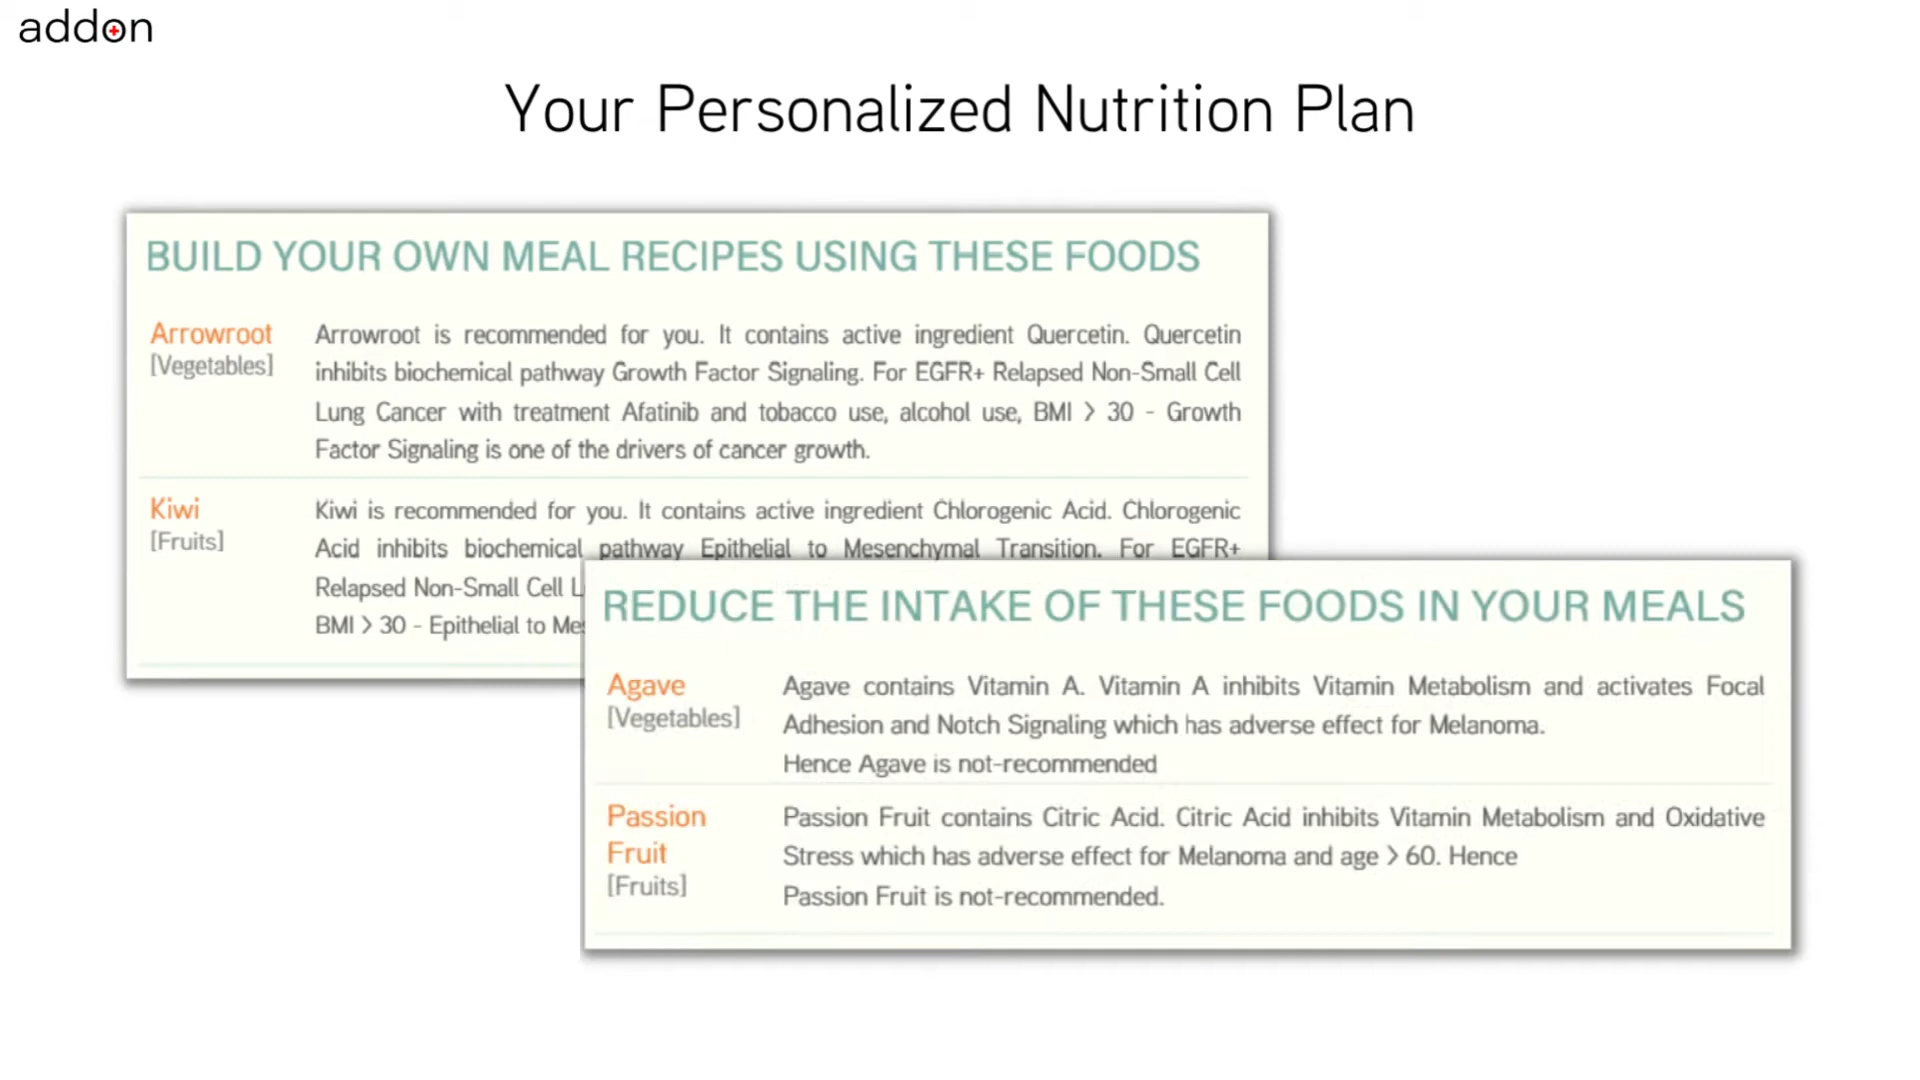 addon
Your Personalized Nutrition Plan
BUILD YOUR OWN MEAL RECIPES USING THESE FOODS
Arrowroot
[Vegetables]
Arrowroot is recommended for you. It contains active ingredient Quercetin. Quercetin
inhibits biochemical pathway Growth Factor Signaling. For EGFR+ Relapsed Non-Small Cell
Lung Cancer with treatment Afatinib and tobacco use, alcohol use, BMI > 30 - Growth
Factor Signaling is one of the drivers of cancer growth.
Kiwi
[Fruits]
Kiwi is recommended for you. It contains active ingredient Chlorogenic Acid. Chlorogenic
Acid inhibits biochemical pathway Epithelial to Mesenchymal Transition. For EGFR+
Relapsed Non-Small Cell L
BMI > 30 - Epithelial to Me
REDUCE THE INTAKE OF THESE FOODS IN YOUR MEALS
Agave
[Vegetables]
Agave contains Vitamin A. Vitamin A inhibits Vitamin Metabolism and activates Focal
Adhesion and Notch Signaling which has adverse effect for Melanoma.
Hence Agave is not-recommended
Passion
Fruit
[Fruits]
Passion Fruit contains Citric Acid. Citric Acid inhibits Vitamin Metabolism and Oxidative
Stress which has adverse effect for Melanoma and age > 60. Hence
Passion Fruit is not-recommended.